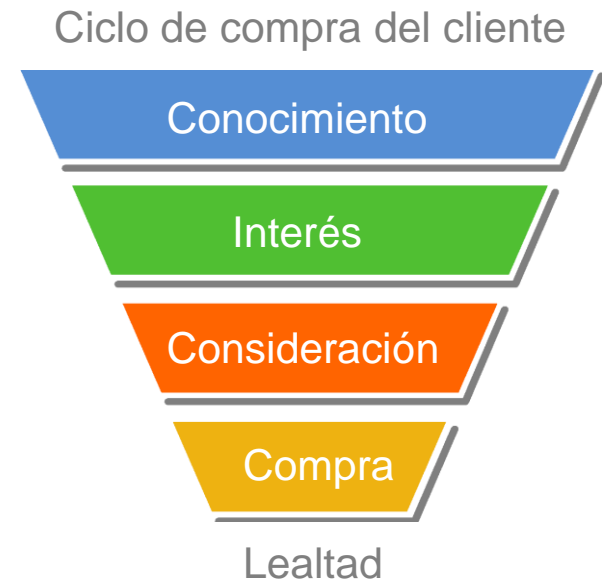 Ciclo de compra del cliente
Conocimiento
Interés
Consideración
Compra
Lealtad